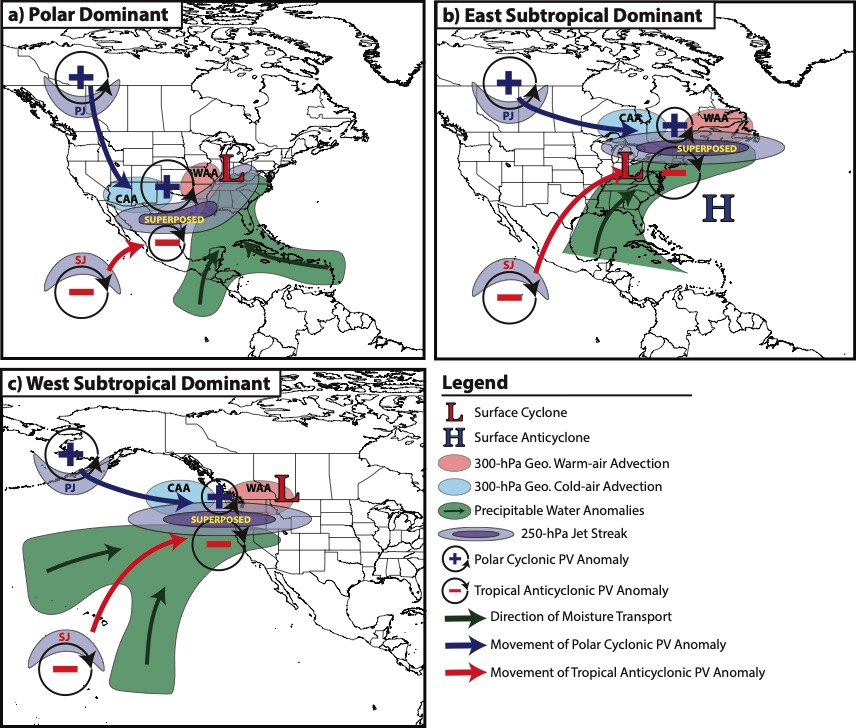 a) Polar Dominant
+
PJ
L
WAA
+
CAA
SUPERPOSED
−
SJ
−
b) East Subtropical Dominant
+
PJ
CAA
+
WAA
SUPERPOSED
L
−
H
SJ
−
c) West Subtropical Dominant
+
PJ
CAA
+
WAA
L
SUPERPOSED
−
SJ
−
Legend
L Surface Cyclone
H Surface Anticyclone
300-hPa Geo. Warm-air Advection
300-hPa Geo. Cold-air Advection
Precipitable Water Anomalies
250-hPa Jet Streak
+ Polar Cyclonic PV Anomaly
− Tropical Anticyclonic PV Anomaly
Direction of Moisture Transport
Movement of Polar Cyclonic PV Anomaly
Movement of Tropical Anticyclonic PV Anomaly